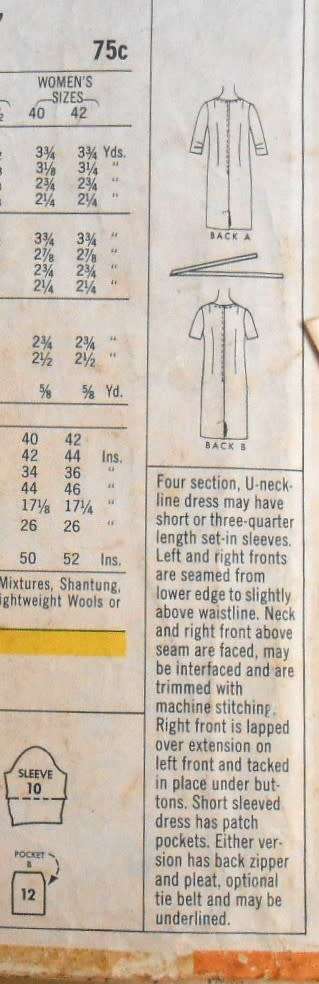 75c
WOMEN'S
SIZES
40 42
3¾ 3¾ Yds.
3⅛ 3¼ "
2¾ 2¾ "
2¼ 2¼ "
3¾ 3¾ "
2⅞ 2⅞ "
2¾ 2¾ "
2¼ 2¼ "
2¾ 2¾ "
2½ 2½ "
⅝ ⅝ Yd.
40 42
42 44 Ins.
34 36 "
44 46 "
17⅛ 17¼ "
26 26 "
50 52 Ins.
Mixtures, Shantung,
ightweight Wools or
SLEEVE
10
POCKET
B
12
BACK A
BACK B
Four section, U-neck-
line dress may have
short or three-quarter
length set-in sleeves.
Left and right fronts
are seamed from
lower edge to slightly
above waistline. Neck
and right front above
seam are faced, may
be interfaced and are
trimmed with
machine stitching.
Right front is lapped
over extension on
left front and tacked
in place under but-
tons. Short sleeved
dress has patch
pockets. Either ver-
sion has back zipper
and pleat, optional
tie belt and may be
underlined.